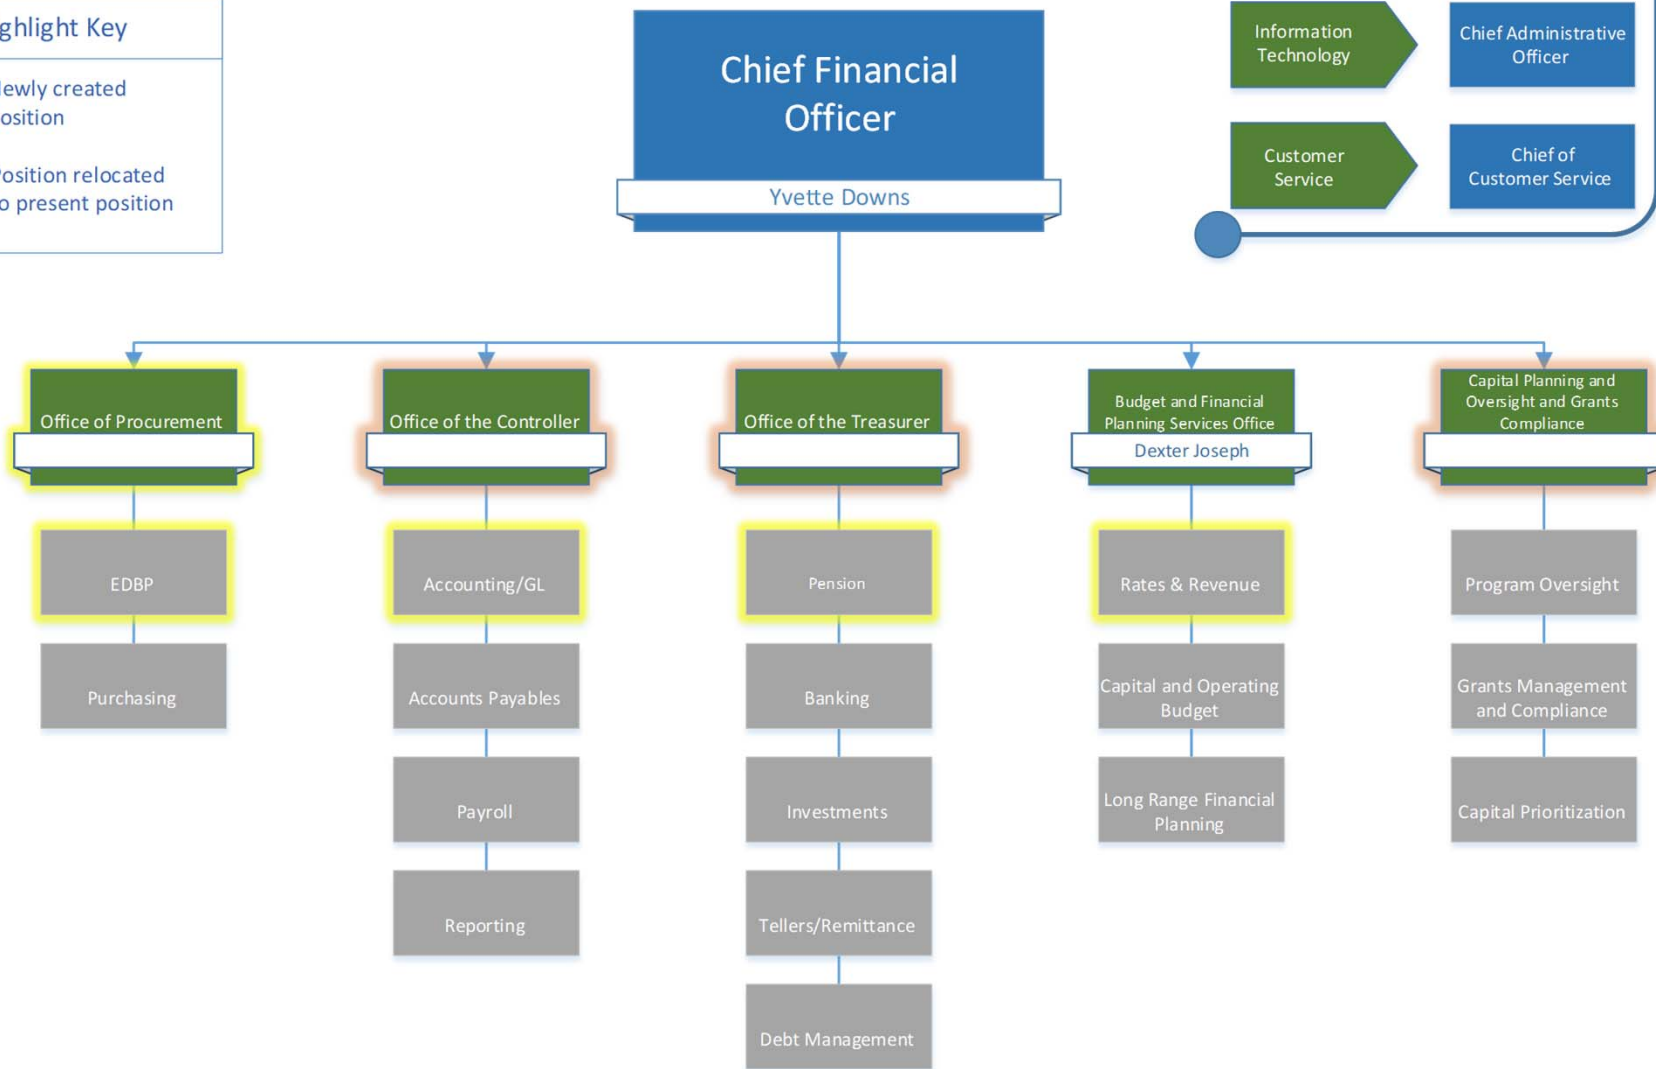 ghlight Key
ewly created
osition
osition relocated
o present position
Chief Financial
Officer
Yvette Downs
Information
Technology
Chief Administrative
Officer
Customer
Service
Chief of
Customer Service
Office of Procurement
Office of the Controller
Office of the Treasurer
Budget and Financial
Planning Services Office
Dexter Joseph
Capital Planning and
Oversight and Grants
Compliance
EDBP
Accounting/GL
Pension
Rates & Revenue
Program Oversight
Purchasing
Accounts Payables
Banking
Capital and Operating
Budget
Grants Management
and Compliance
Payroll
Investments
Long Range Financial
Planning
Capital Prioritization
Reporting
Tellers/Remittance
Debt Management